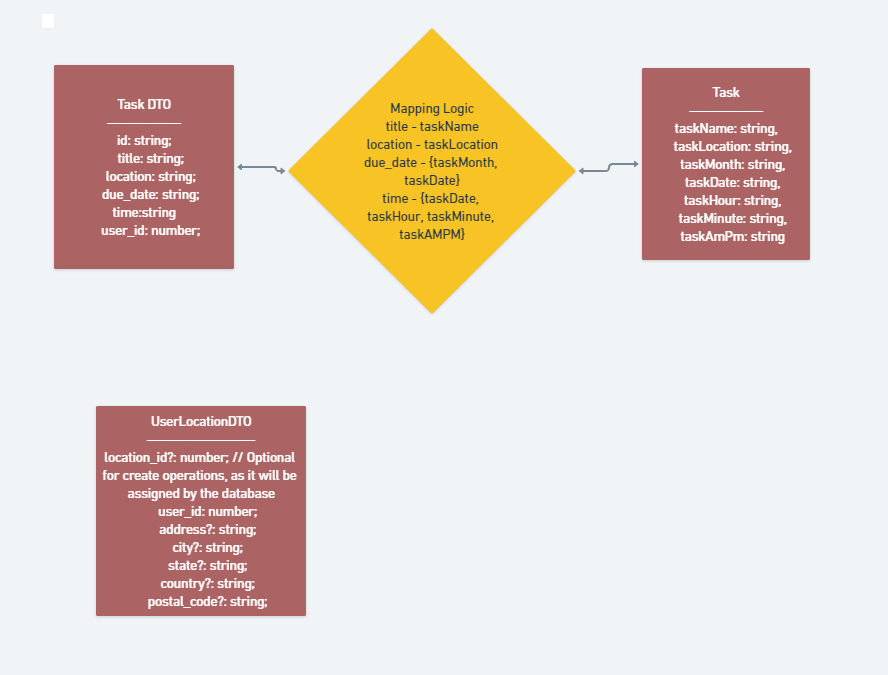 Task DTO
id: string;
title: string;
location: string;
due_date: string;
time:string
user_id: number;
Mapping Logic
title - taskName
location - taskLocation
due_date - {taskMonth,
taskDate}
time - {taskDate,
taskHour, taskMinute,
taskAMPM}
Task
taskName: string,
taskLocation: string,
taskMonth: string,
taskDate: string,
taskHour: string,
taskMinute: string,
taskAmPm: string
UserLocationDTO
location_id?: number; // Optional
for create operations, as it will be
assigned by the database
user_id: number;
address?: string;
city?: string;
state?: string;
country?: string;
postal_code?: string;